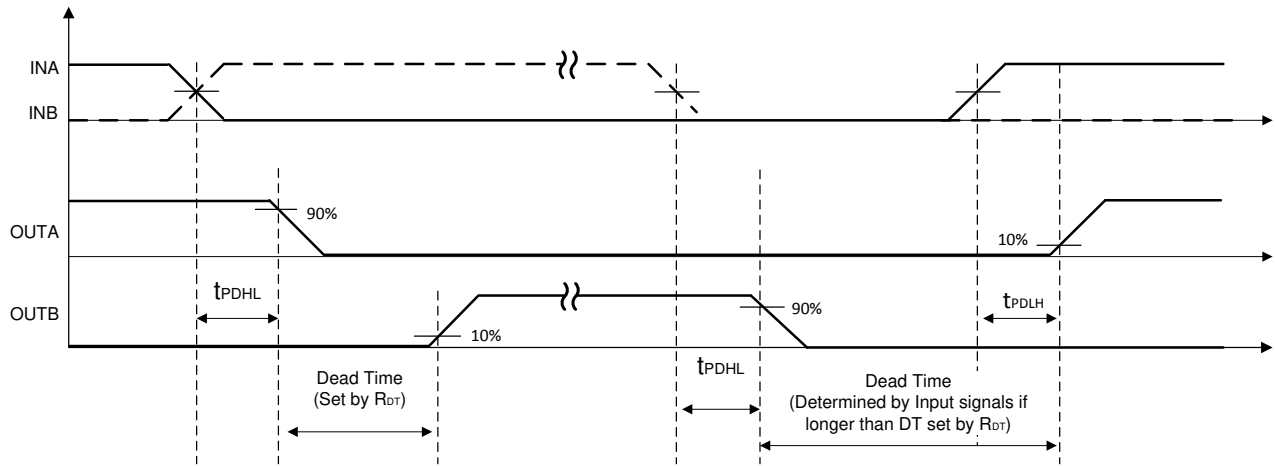 INA
INB
OUTA
90%
10%
tPDHL
tPDLH
OUTB
10%
90%
tPDHL
Dead Time
(Set by RDT)
Dead Time
(Determined by Input signals if
longer than DT set by RDT)